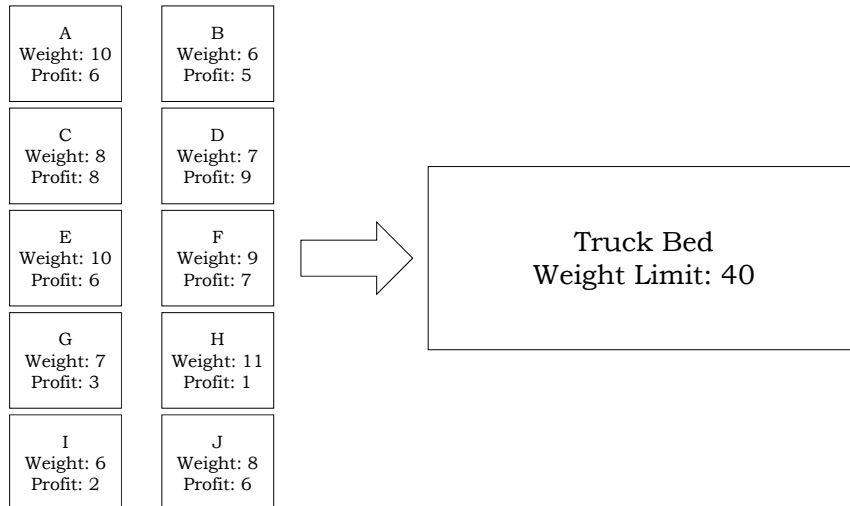 A
Weight: 10
Profit: 6
B
Weight: 6
Profit: 5
C
Weight: 8
Profit: 8
D
Weight: 7
Profit: 9
E
Weight: 10
Profit: 6
F
Weight: 9
Profit: 7
G
Weight: 7
Profit: 3
H
Weight: 11
Profit: 1
I
Weight: 6
Profit: 2
J
Weight: 8
Profit: 6
Truck Bed
Weight Limit: 40